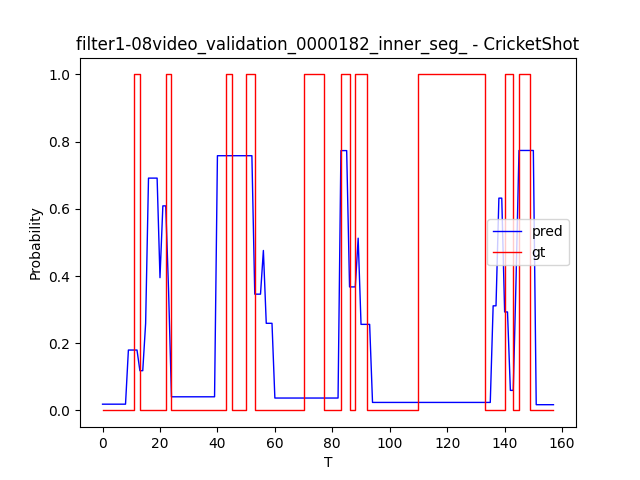 filter1-08video_validation_0000182_inner_seg_ - CricketShot
1.0
0.8
0.6
0.4
0.2
0.0
Probability
pred
gt
0 20 40 60 80 100 120 140 160
T